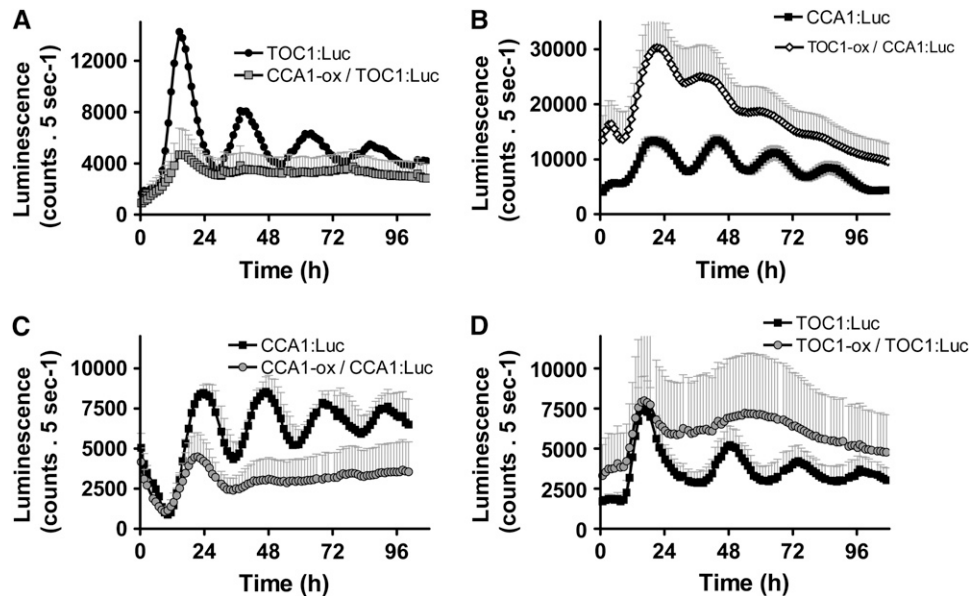 A
TOC1:Luc
CCA1-ox / TOC1:Luc
Luminescence
(counts . 5 sec-1)
12000
8000
4000
0
0 24 48 72 96
Time (h)
B
CCA1:Luc
TOC1-ox / CCA1:Luc
Luminescence
(counts . 5 sec-1)
30000
20000
10000
0
0 24 48 72 96
Time (h)
C
CCA1:Luc
CCA1-ox / CCA1:Luc
Luminescence
(counts . 5 sec-1)
10000
7500
5000
2500
0
0 24 48 72 96
Time (h)
D
TOC1:Luc
TOC1-ox / TOC1:Luc
Luminescence
(counts . 5 sec-1)
10000
7500
5000
2500
0
0 24 48 72 96
Time (h)